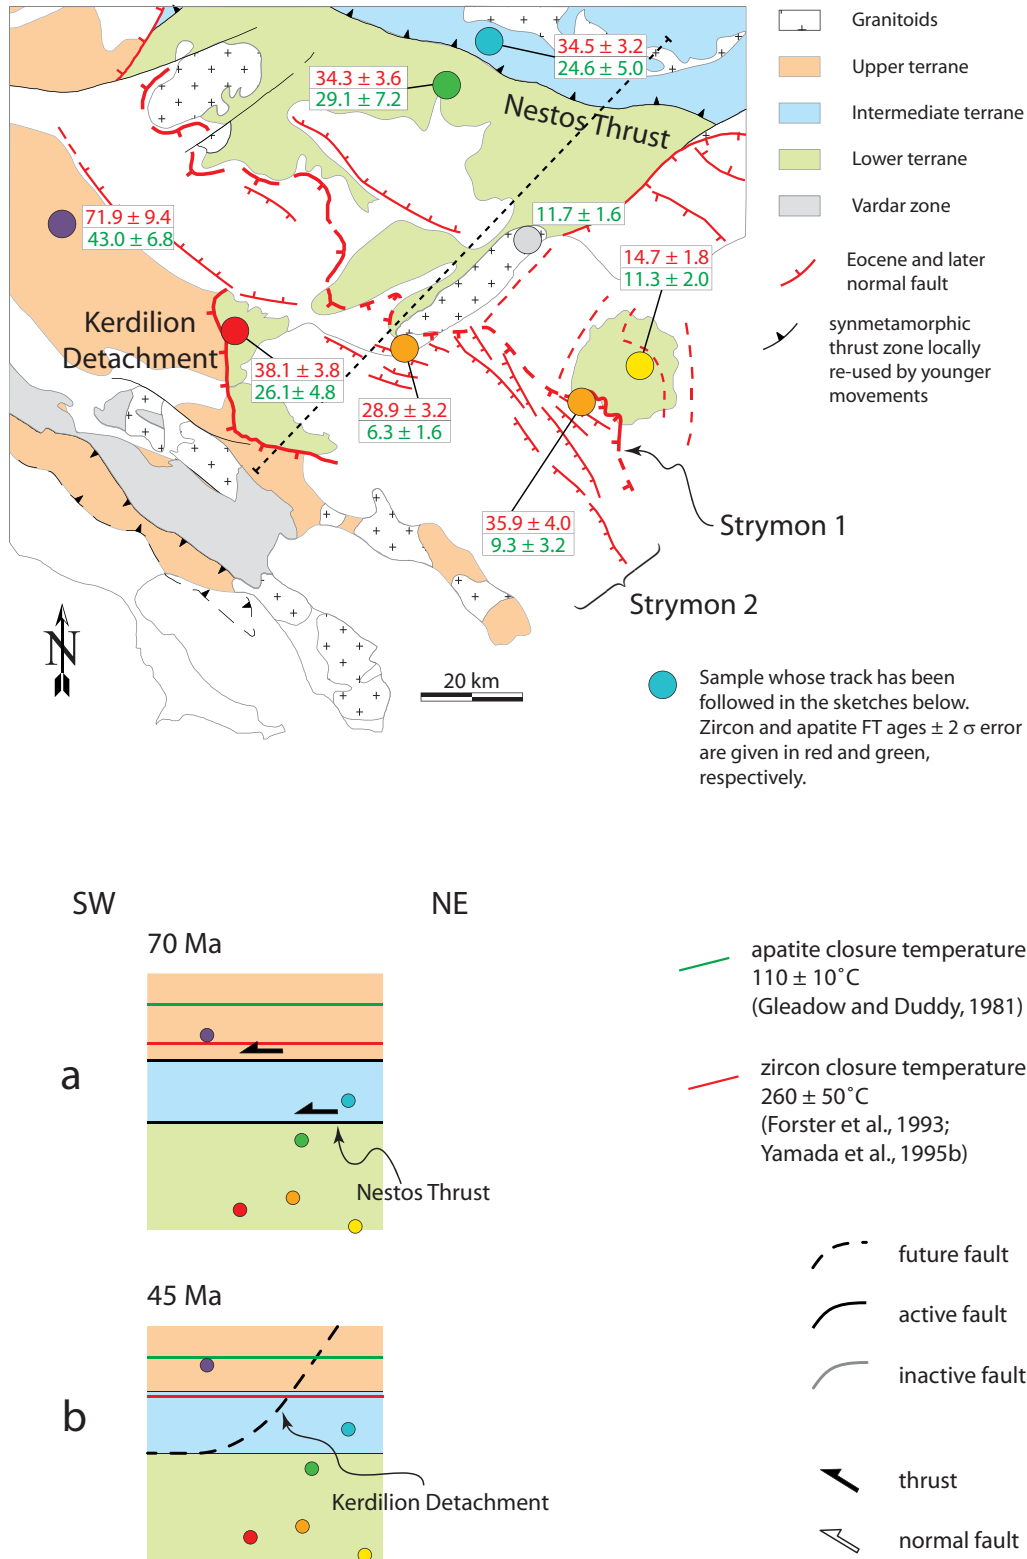 Granitoids
Upper terrane
Intermediate terrane
Lower terrane
Vardar zone
Eocene and later
normal fault
synmetamorphic
thrust zone locally
re-used by younger
movements
34.5 ± 3.2
24.6 ± 5.0
34.3 ± 3.6
29.1 ± 7.2
Nestos Thrust
71.9 ± 9.4
43.0 ± 6.8
11.7 ± 1.6
14.7 ± 1.8
11.3 ± 2.0
Kerdilion
Detachment
38.1 ± 3.8
26.1 ± 4.8
28.9 ± 3.2
6.3 ± 1.6
35.9 ± 4.0
9.3 ± 3.2
Strymon 1
Strymon 2
N
20 km
Sample whose track has been
followed in the sketches below.
Zircon and apatite FT ages ± 2 σ error
are given in red and green,
respectively.
SW NE
70 Ma
a
Nestos Thrust
45 Ma
b
Kerdilion Detachment
apatite closure temperature
110 ± 10˚C
(Gleadow and Duddy, 1981)
zircon closure temperature
260 ± 50˚C
(Forster et al., 1993;
Yamada et al., 1995b)
future fault
active fault
inactive fault
thrust
normal fault